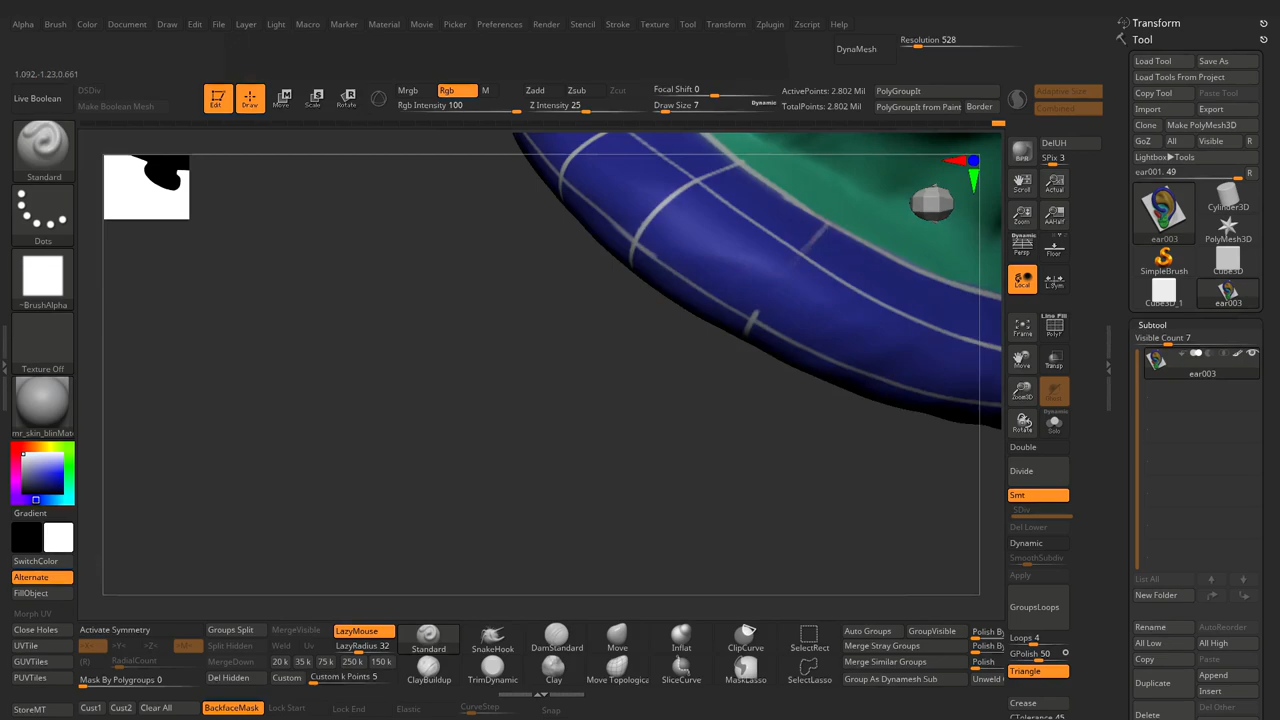 Alpha Brush Color Document Draw Edit File Layer Light Macro Marker Material Movie Picker Preferences Render Stencil Stroke Texture Tool Transform Zplugin Zscript Help
Transform
Tool
DynaMesh
Resolution 528
1.092,-1.23,0.661
Live Boolean
DSDiv
Make Boolean Mesh
Edit
Draw
Move
Scale
Rotate
Mrgb
Rgb
M
Rgb Intensity 100
Zadd
Zsub
Zcut
Z Intensity 25
Focal Shift 0
Draw Size 7
Dynamic
ActivePoints: 2.802 Mil
TotalPoints: 2.802 Mil
PolyGroupIt
PolyGroupIt from Paint
Border
Adaptive Size
Combined
Load Tool
Save As
Load Tools From Project
Copy Tool
Paste Tool
Import
Export
Clone
Make PolyMesh3D
GoZ
All
Visible
R
Lightbox▶Tools
ear003. 49
R
ear003
Cylinder3D
PolyMesh3D
SimpleBrush
Cube3D
Cube3D_1
ear003
Subtool
Visible Count 7
ear003
List All
New Folder
Rename
AutoReorder
All Low
All High
Copy
Paste
Duplicate
Append
Insert
Delete
Del Other
Standard
Dots
~BrushAlpha
Texture Off
mr_skin_blinMat
Gradient
SwitchColor
Alternate
FillObject
Morph UV
Close Holes
UVTile
GUVTiles
PUVTiles
StoreMT
BPR
DelUH
SPix 3
Scroll
Actual
Zoom
AAHalf
Dynamic
Persp
Floor
Local
L.Sym
Frame
Line Fill
PolyF
Move
Transp
Zoom3D
Rotate
Dynamic
Solo
Double
Divide
Smt
SDiv
Del Lower
Dynamic
SmoothSubdiv
Apply
GroupsLoops
Loops 4
GPolish 50
Triangle
Crease
CTolerance 45
Activate Symmetry
>X<
>Y<
>Z<
>M<
(R)
RadialCount
Mask By Polygroups 0
Cust1
Cust2
Clear All
Groups Split
Split Hidden
MergeDown
Del Hidden
BackfaceMask
MergeVisible
Weld
Uv
20 k
35 k
75 k
250 k
150 k
Custom
Custom k Points 5
Lock Start
Lock End
LazyMouse
LazyRadius 32
Elastic
CurveStep
Snap
Standard
SnakeHook
DamStandard
Move
Inflat
ClipCurve
SelectRect
ClayBuildup
TrimDynamic
Clay
Move Topologica
SliceCurve
MaskLasso
SelectLasso
Auto Groups
GroupVisible
Merge Stray Groups
Merge Similar Groups
Group As Dynamesh Sub
Polish By
Polish
Unweld